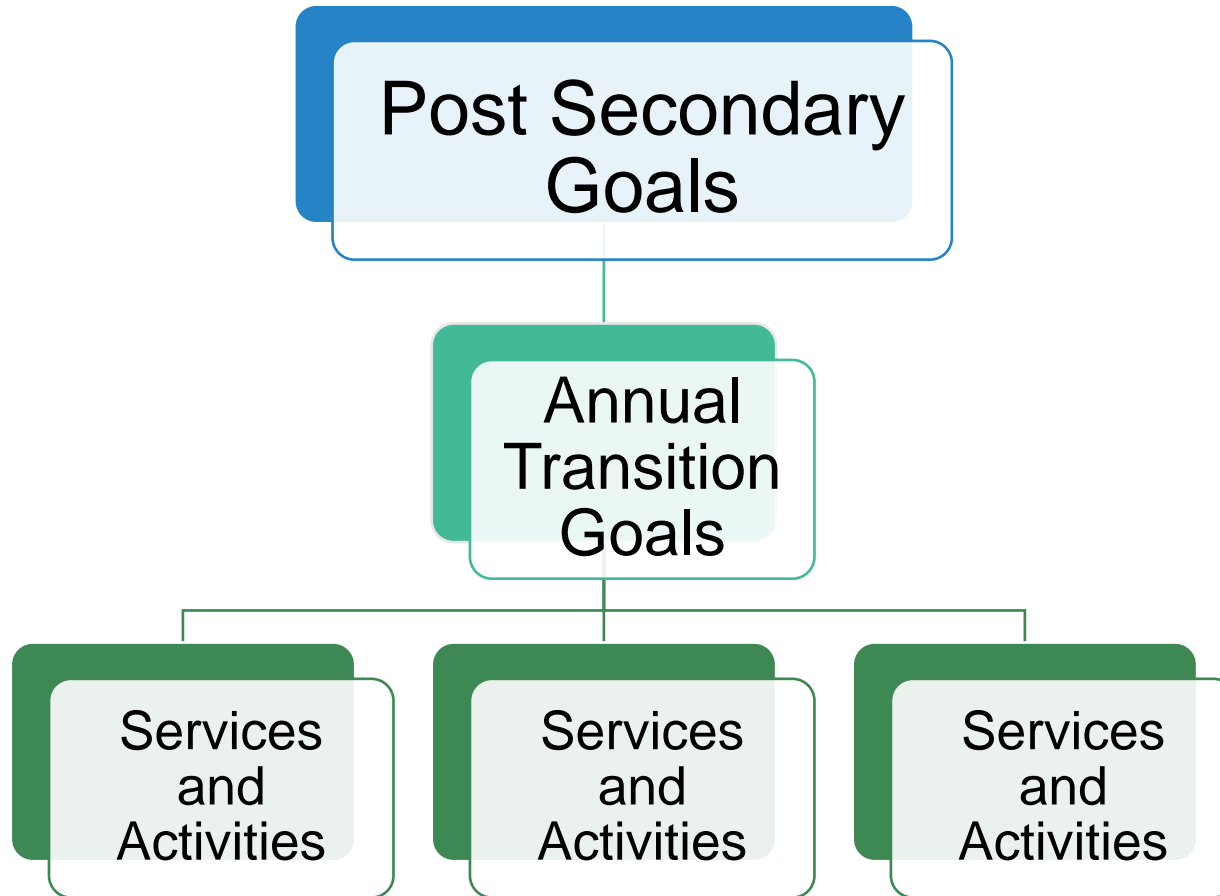 Post Secondary
Goals
Annual
Transition
Goals
Services
and
Activities
Services
and
Activities
Services
and
Activities